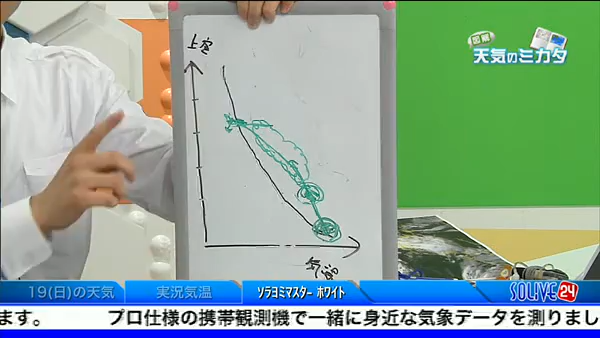 上空
図解
天気のミカタ
気温
19(日)の天気
実況気温
ソラヨミマスター ホワイト
SOLiVE24
ます。 プロ仕様の携帯観測機で一緒に身近な気象データを測りまし